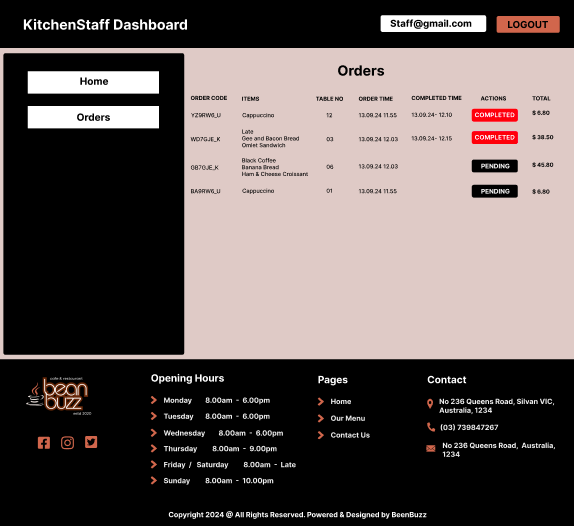 KitchenStaff Dashboard
Staff@gmail.com
LOGOUT
Home
Orders
Orders
ORDER CODE ITEMS TABLE NO ORDER TIME COMPLETED TIME ACTIONS TOTAL
YZ9RW6_U Cappuccino 12 13.09.24 11.55 13.09.24- 12.10 COMPLETED $ 6.80
WD7GJE_K Late
Gee and Bacon Bread
Omlet Sandwich 03 13.09.24 12.03 13.09.24- 12.15 COMPLETED $ 38.50
GB7GJE_K Black Coffee
Banana Bread
Ham & Cheese Croissant 06 13.09.24 12.03 PENDING $ 45.80
BA9RW6_U Cappuccino 01 13.09.24 11.55 PENDING $ 6.80
cafe & restaurant
bean
buzz
estd 2020
Opening Hours
Monday 8.00am - 6.00pm
Tuesday 8.00am - 6.00pm
Wednesday 8.00am - 6.00pm
Thursday 8.00am - 9.00pm
Friday / Saturday 8.00am - Late
Sunday 8.00am - 10.00pm
Pages
Home
Our Menu
Contact Us
Contact
No 236 Queens Road, Silvan VIC,
Australia, 1234
(03) 739847267
No 236 Queens Road, Australia,
1234
Copyright 2024 @ All Rights Reserved. Powered & Designed by BeenBuzz